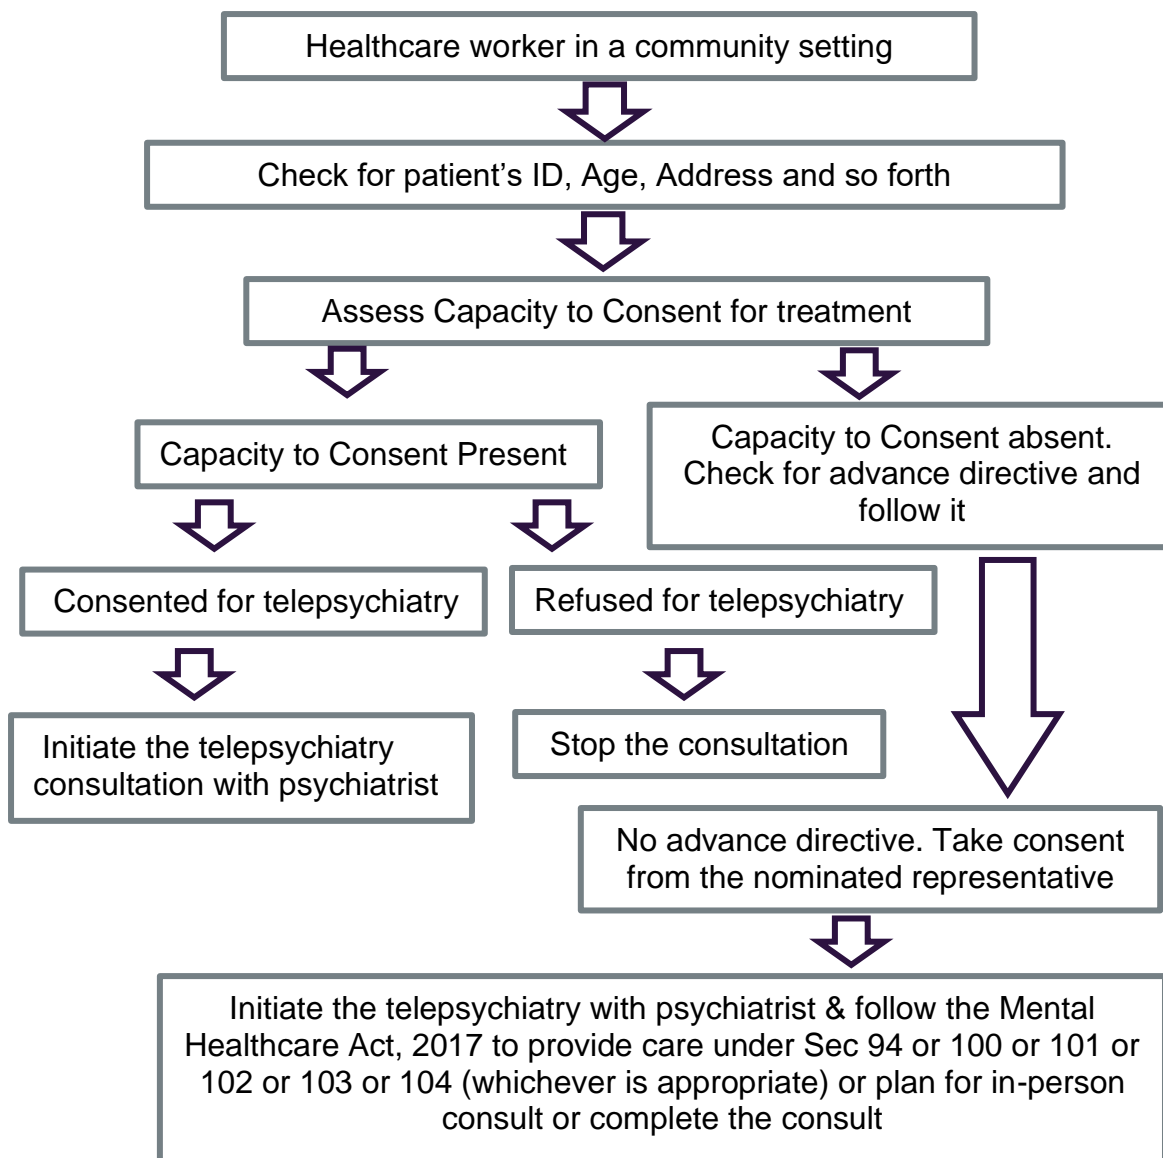 Healthcare worker in a community setting
Check for patient’s ID, Age, Address and so forth
Assess Capacity to Consent for treatment
Capacity to Consent Present
Capacity to Consent absent.
Check for advance directive and
follow it
Consented for telepsychiatry
Refused for telepsychiatry
Initiate the telepsychiatry
consultation with psychiatrist
Stop the consultation
No advance directive. Take consent
from the nominated representative
Initiate the telepsychiatry with psychiatrist & follow the Mental
Healthcare Act, 2017 to provide care under Sec 94 or 100 or 101 or
102 or 103 or 104 (whichever is appropriate) or plan for in-person
consult or complete the consult